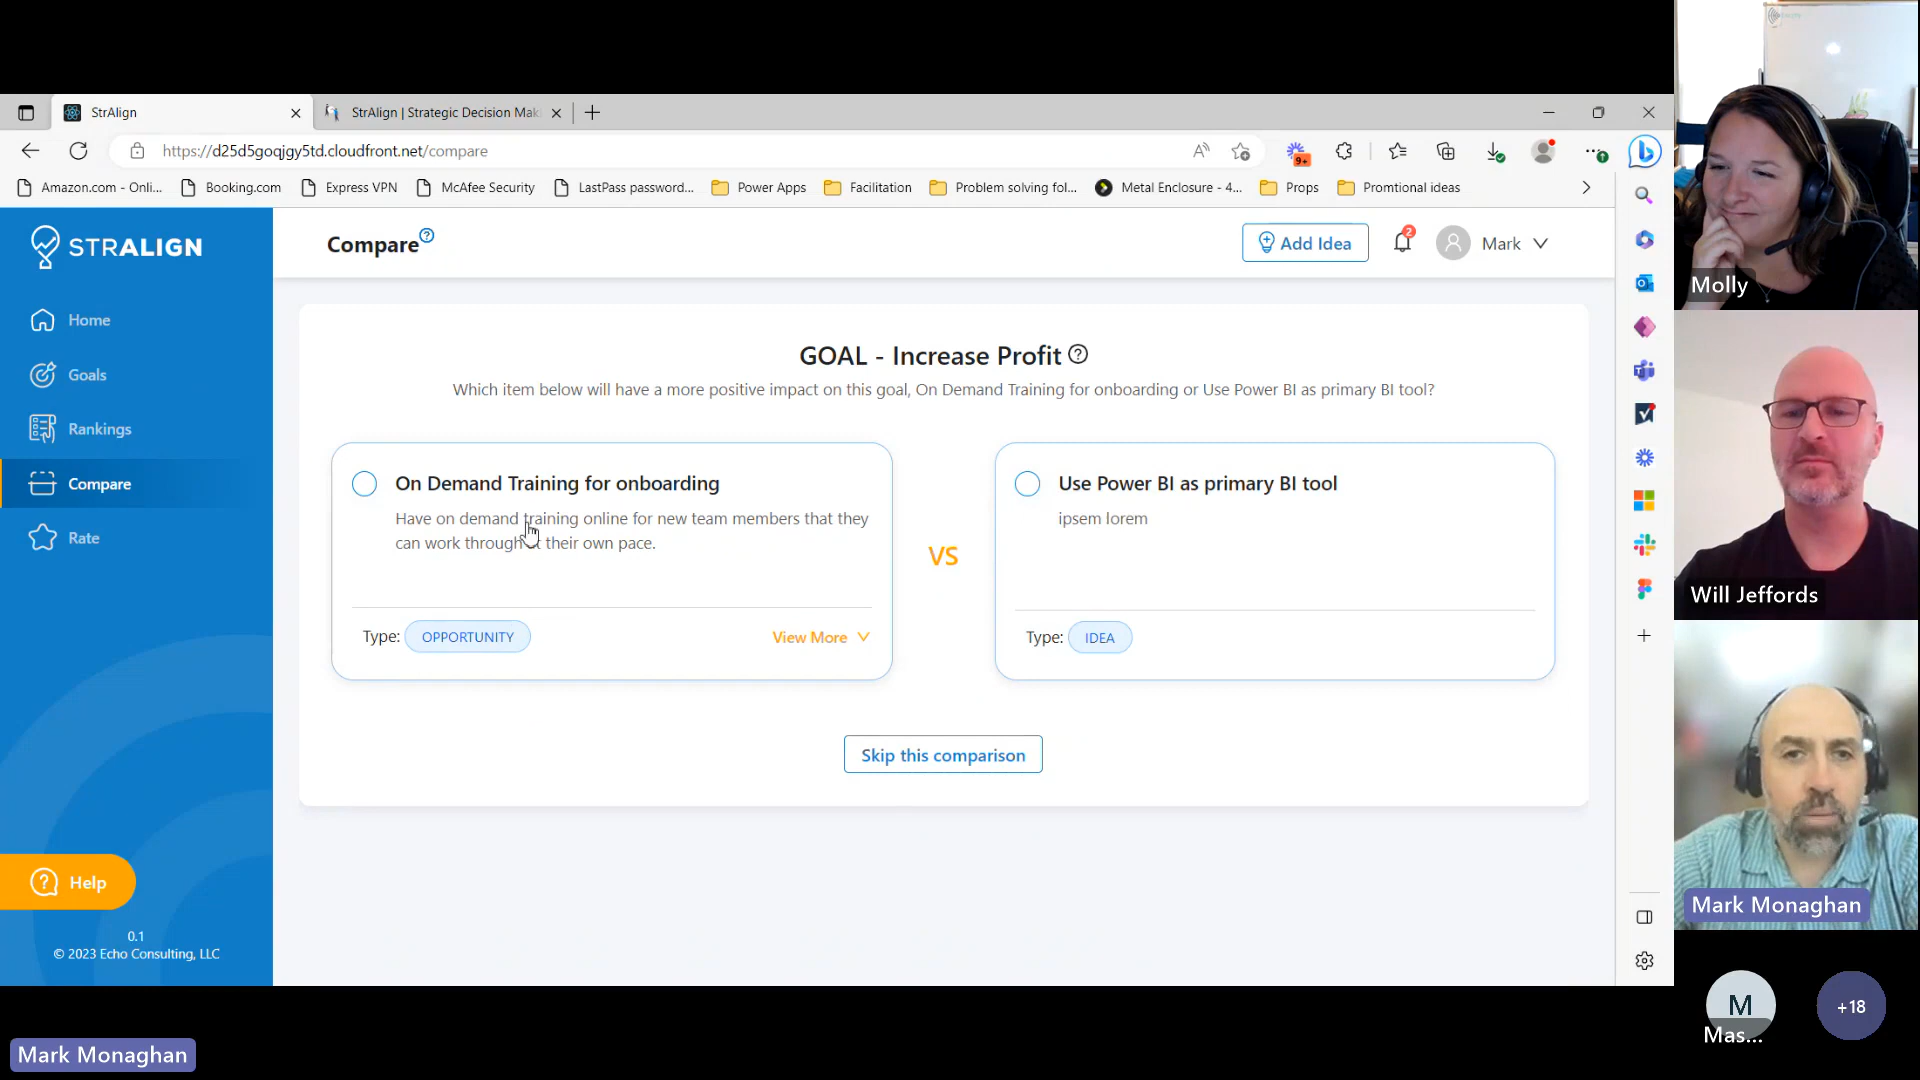 StrAlign
StrAlign | Strategic Decision Mak
https://d25d5goqjgy5td.cloudfront.net/compare
9+
Amazon.com - Onli...
Booking.com
Express VPN
McAfee Security
LastPass password...
Power Apps
Facilitation
Problem solving fol...
Metal Enclosure - 4...
Props
Promtional ideas
STRALIGN
Compare
Add Idea
2
Mark
Home
Goals
Rankings
Compare
Rate
GOAL - Increase Profit
Which item below will have a more positive impact on this goal, On Demand Training for onboarding or Use Power BI as primary BI tool?
On Demand Training for onboarding
Have on demand training online for new team members that they
can work through their own pace.
Type: OPPORTUNITY
View More
VS
Use Power BI as primary BI tool
ipsem lorem
Type: IDEA
Skip this comparison
Help
0.1
© 2023 Echo Consulting, LLC
Molly
Will Jeffords
Mark Monaghan
M
Mas...
+18
Mark Monaghan